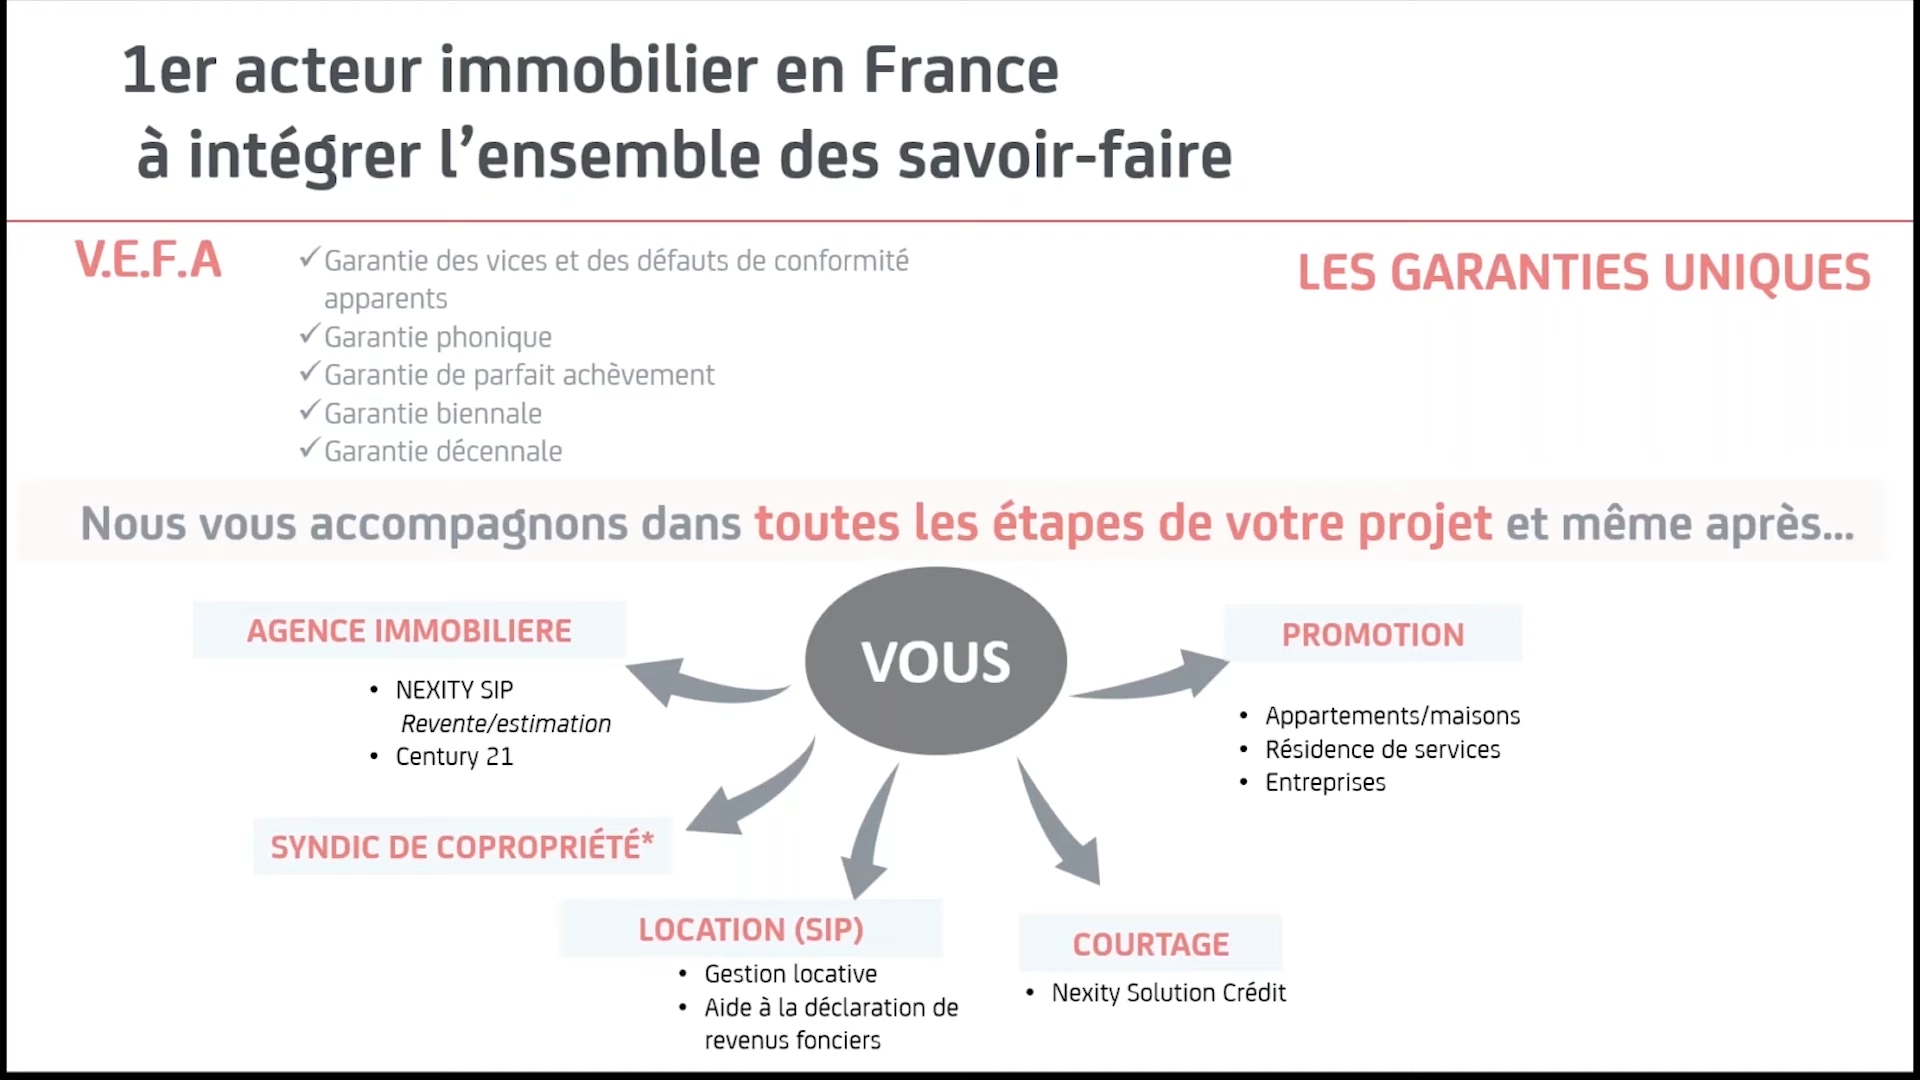 1er acteur immobilier en France
à intégrer l’ensemble des savoir-faire
V.E.F.A
✓Garantie des vices et des défauts de conformité
apparents
✓Garantie phonique
✓Garantie de parfait achèvement
✓Garantie biennale
✓Garantie décennale
LES GARANTIES UNIQUES
Nous vous accompagnons dans toutes les étapes de votre projet et même après...
VOUS
AGENCE IMMOBILIERE
• NEXITY SIP
Revente/estimation
• Century 21
PROMOTION
• Appartements/maisons
• Résidence de services
• Entreprises
SYNDIC DE COPROPRIÉTÉ*
LOCATION (SIP)
• Gestion locative
• Aide à la déclaration de
revenus fonciers
COURTAGE
• Nexity Solution Crédit